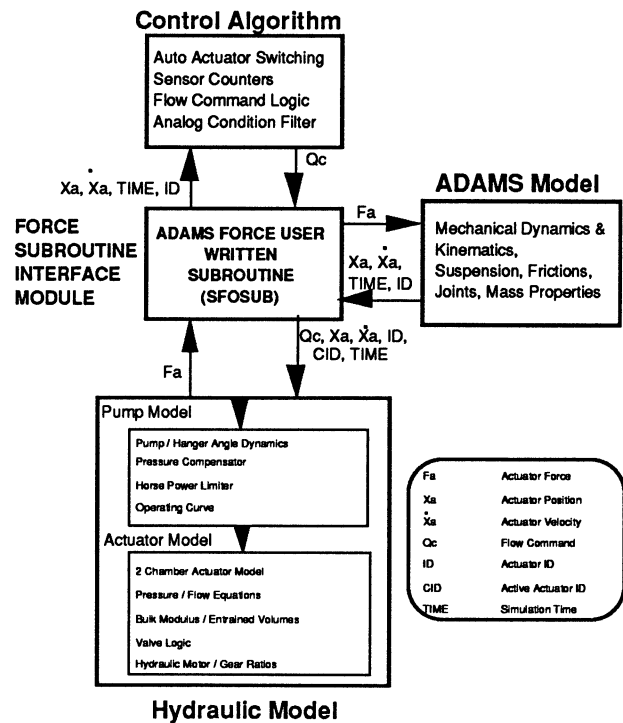 Control Algorithm
Auto Actuator Switching
Sensor Counters
Flow Command Logic
Analog Condition Filter
Xa, Ẋa, TIME, ID
Qc
ADAMS Model
FORCE
SUBROUTINE
INTERFACE
MODULE
ADAMS FORCE USER
WRITTEN
SUBROUTINE
(SFOSUB)
Fa
Xa, Ẋa,
TIME, ID
Mechanical Dynamics &
Kinematics,
Suspension, Frictions,
Joints, Mass Properties
Fa
Qc, Xa, Ẋa, ID,
CID, TIME
Pump Model
Pump / Hanger Angle Dynamics
Pressure Compensator
Horse Power Limiter
Operating Curve
Actuator Model
2 Chamber Actuator Model
Pressure / Flow Equations
Bulk Modulus / Entrained Volumes
Valve Logic
Hydraulic Motor / Gear Ratios
Fa Actuator Force
Xa Actuator Position
Ẋa Actuator Velocity
Qc Flow Command
ID Actuator ID
CID Active Actuator ID
TIME Simulation Time
Hydraulic Model